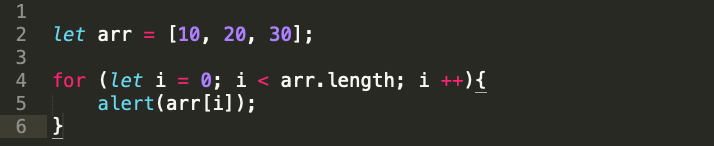 1
2 let arr = [10, 20, 30];
3
4 for (let i = 0; i < arr.length; i ++){
5     alert(arr[i]);
6 }